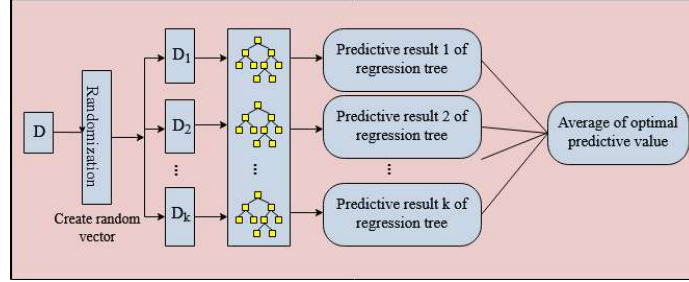 D
Randomization
Create random
vector
D1
D2
...
Dk
...
Predictive result 1 of
regression tree
Predictive result 2 of
regression tree
...
Predictive result k of
regression tree
Average of optimal
predictive value